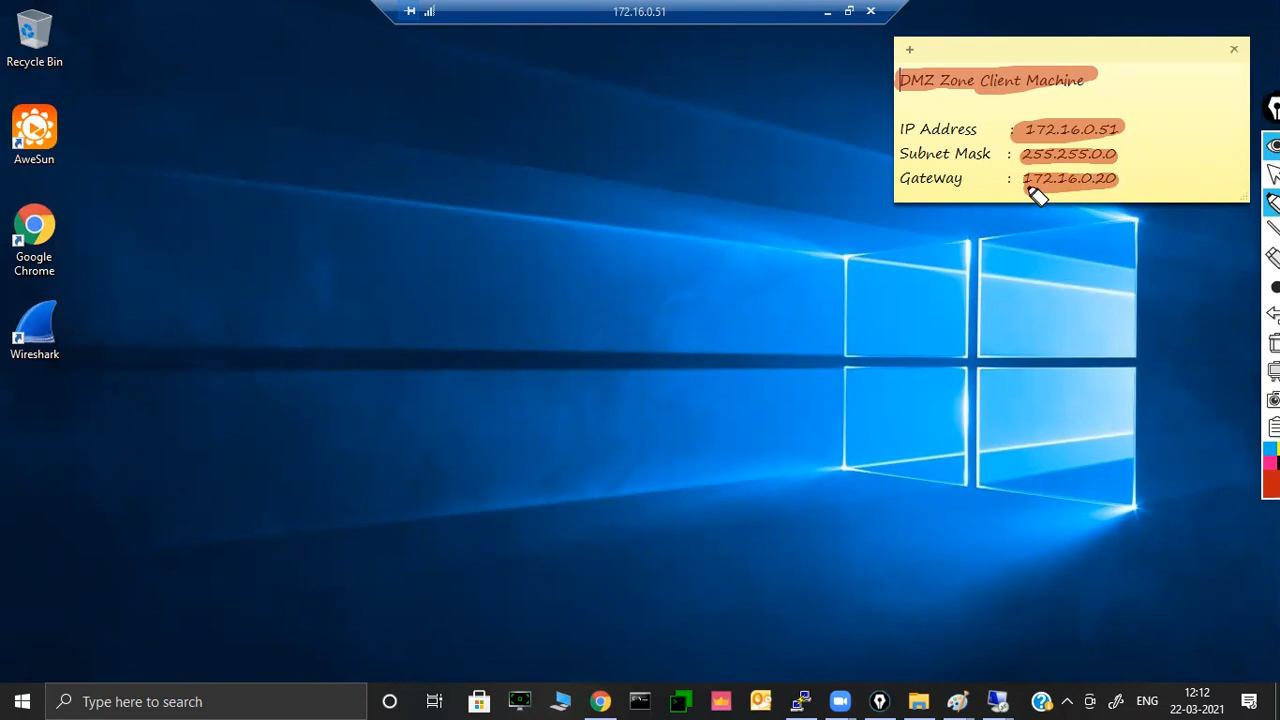 172.16.0.51
Recycle Bin
AweSun
Google
Chrome
Wireshark
DMZ Zone Client Machine
IP Address : 172.16.0.51
Subnet Mask : 255.255.0.0
Gateway : 172.16.0.20
Type here to search
ENG
12:12
22-03-2021